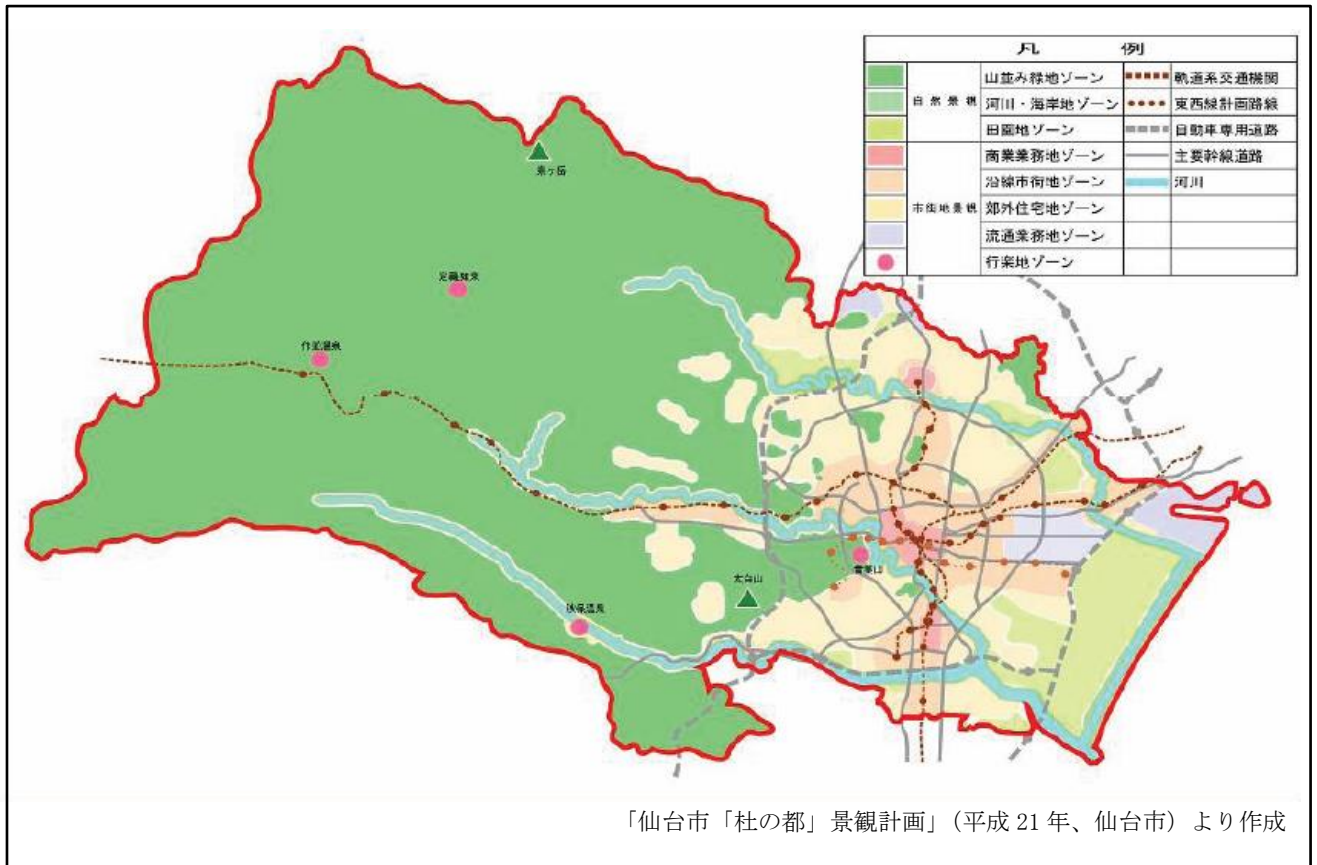 凡 例
自然景観
山並み緑地ゾーン
軌道系交通機関
河川・海岸地ゾーン
東西線計画路線
田園地ゾーン
自動車専用道路
市街地景観
商業業務地ゾーン
主要幹線道路
沿線市街地ゾーン
河川
郊外住宅地ゾーン
流通業務地ゾーン
行楽地ゾーン
泉ケ岳
定義如来
作並温泉
太白山
青葉山
秋保温泉
「仙台市「杜の都」景観計画」(平成 21 年、仙台市) より作成